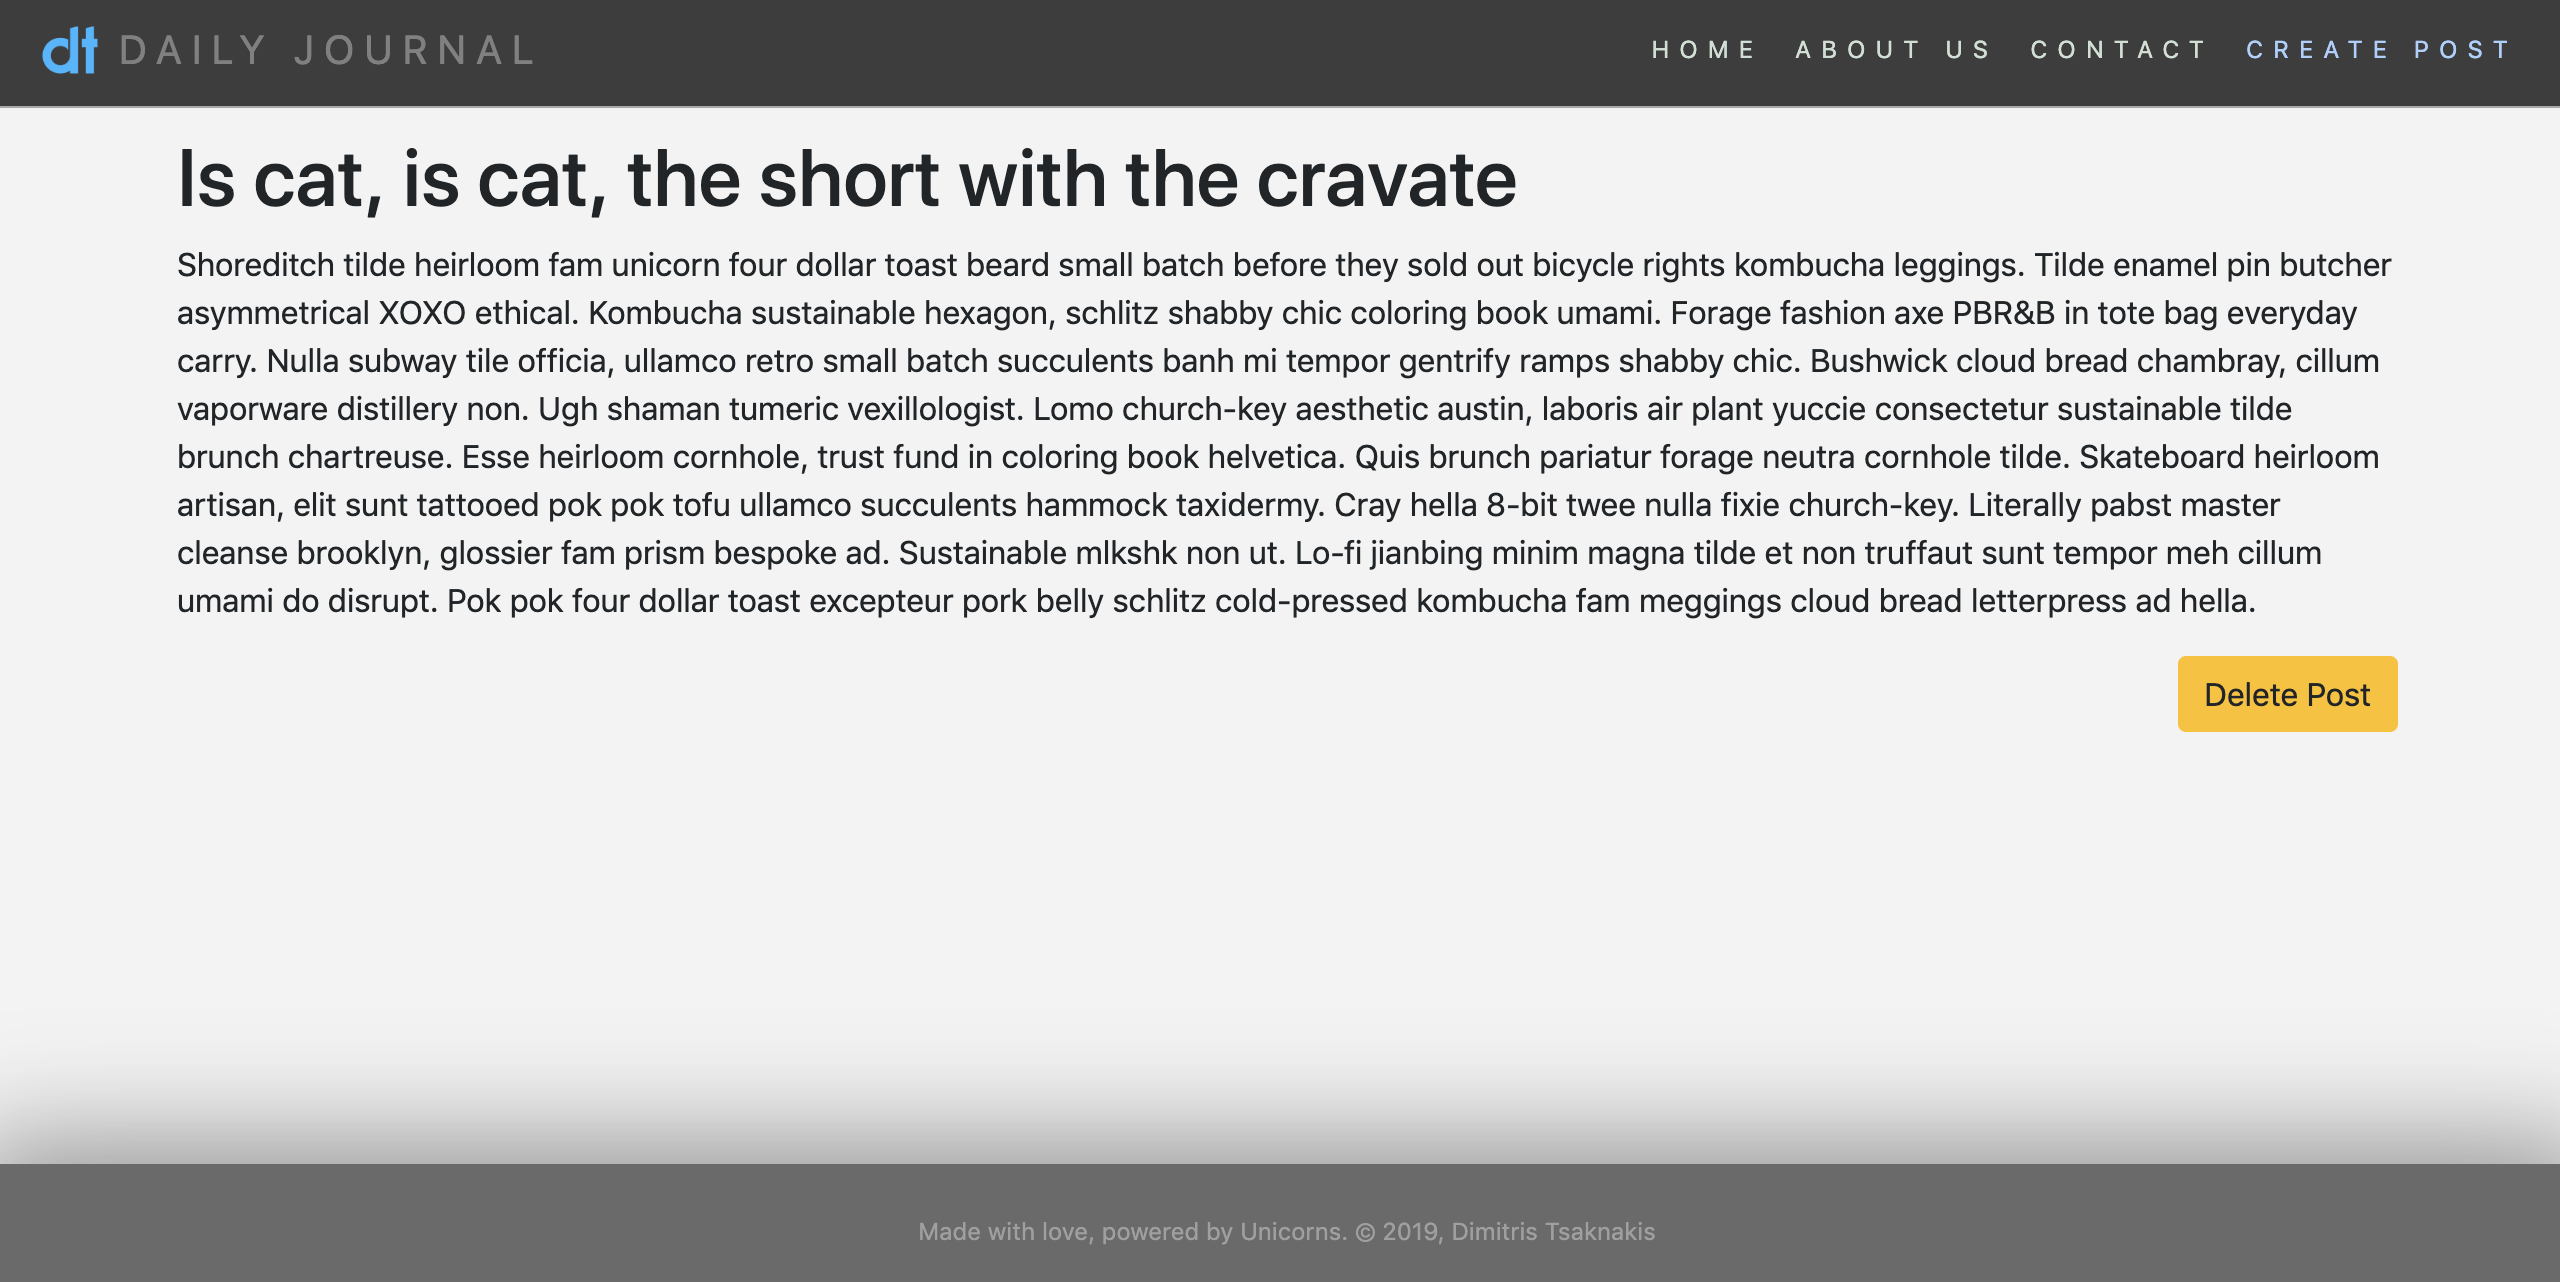 dt DAILY JOURNAL
HOME ABOUT US CONTACT CREATE POST
Is cat, is cat, the short with the cravate
Shoreditch tilde heirloom fam unicorn four dollar toast beard small batch before they sold out bicycle rights kombucha leggings. Tilde enamel pin butcher
asymmetrical XOXO ethical. Kombucha sustainable hexagon, schlitz shabby chic coloring book umami. Forage fashion axe PBR&B in tote bag everyday
carry. Nulla subway tile officia, ullamco retro small batch succulents banh mi tempor gentrify ramps shabby chic. Bushwick cloud bread chambray, cillum
vaporware distillery non. Ugh shaman tumeric vexillologist. Lomo church-key aesthetic austin, laboris air plant yuccie consectetur sustainable tilde
brunch chartreuse. Esse heirloom cornhole, trust fund in coloring book helvetica. Quis brunch pariatur forage neutra cornhole tilde. Skateboard heirloom
artisan, elit sunt tattooed pok pok tofu ullamco succulents hammock taxidermy. Cray hella 8-bit twee nulla fixie church-key. Literally pabst master
cleanse brooklyn, glossier fam prism bespoke ad. Sustainable mlkshk non ut. Lo-fi jianbing minim magna tilde et non truffaut sunt tempor meh cillum
umami do disrupt. Pok pok four dollar toast excepteur pork belly schlitz cold-pressed kombucha fam meggings cloud bread letterpress ad hella.
Delete Post
Made with love, powered by Unicorns. © 2019, Dimitris Tsaknakis